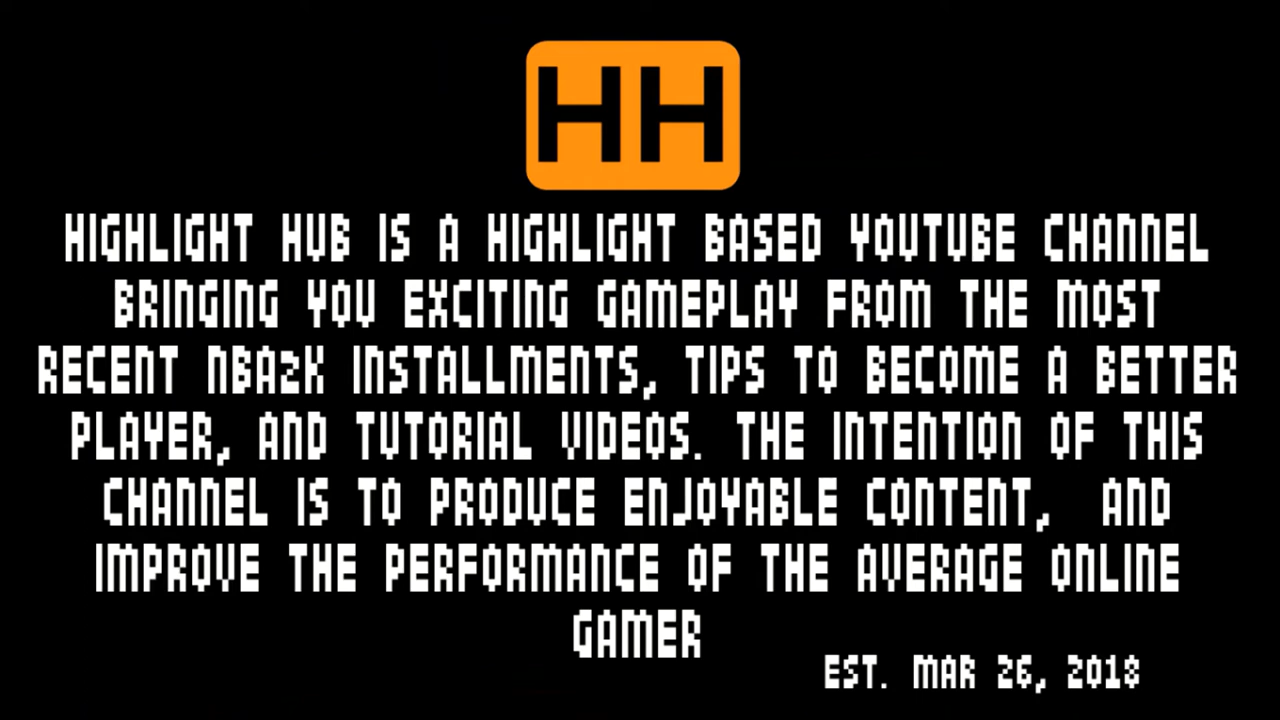 HH
HIGHLIGHT HUB IS A HIGHLIGHT BASED YOUTUBE CHANNEL
BRINGING YOU EXCITING GAMEPLAY FROM THE MOST
RECENT NBA2K INSTALLMENTS, TIPS TO BECOME A BETTER
PLAYER, AND TUTORIAL VIDEOS. THE INTENTION OF THIS
CHANNEL IS TO PRODUCE ENJOYABLE CONTENT, AND
IMPROVE THE PERFORMANCE OF THE AVERAGE ONLINE
GAMER
EST. MAR 26, 2018